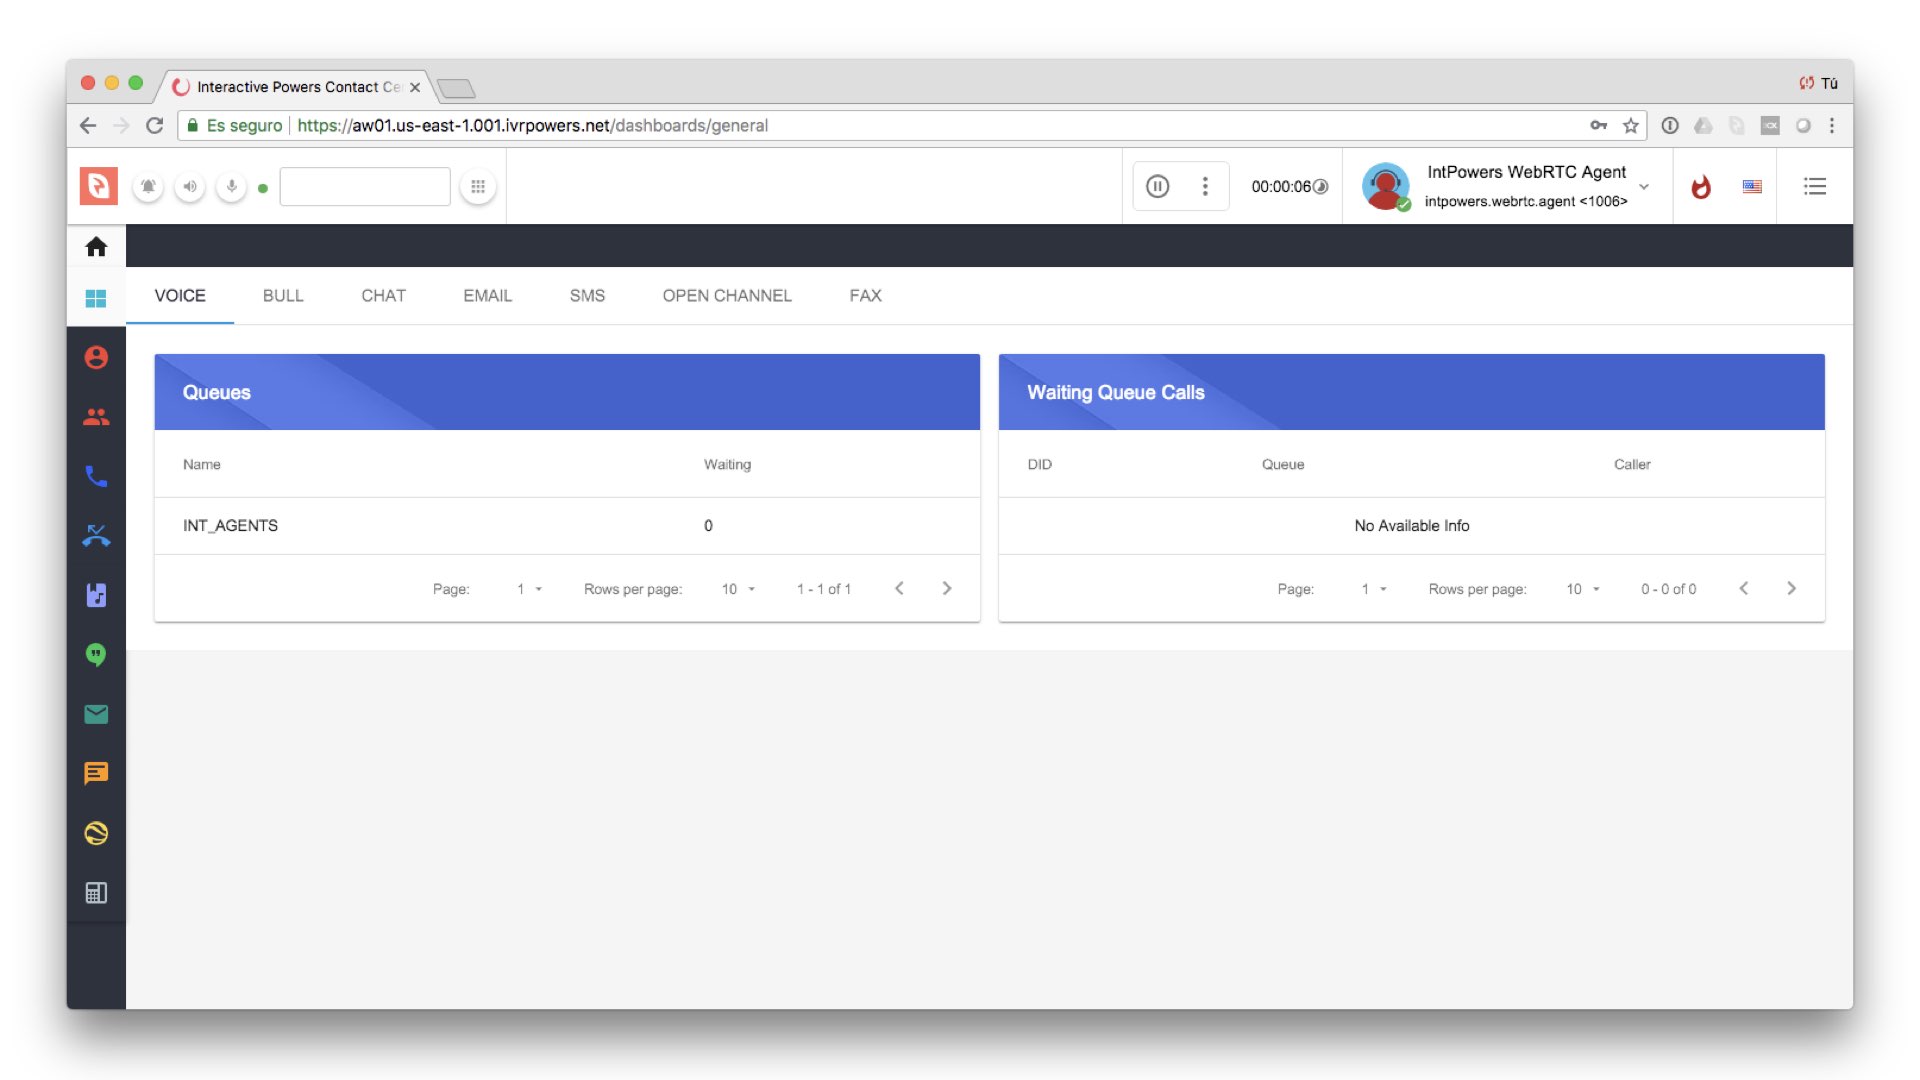 Interactive Powers Contact Ce
Tú
Es seguro https://aw01.us-east-1.001.ivrpowers.net/dashboards/general
00:00:06
IntPowers WebRTC Agent
intpowers.webrtc.agent <1006>
VOICE BULL CHAT EMAIL SMS OPEN CHANNEL FAX
Queues
Name Waiting
INT_AGENTS 0
Page: 1 Rows per page: 10 1 - 1 of 1
Waiting Queue Calls
DID Queue Caller
No Available Info
Page: 1 Rows per page: 10 0 - 0 of 0